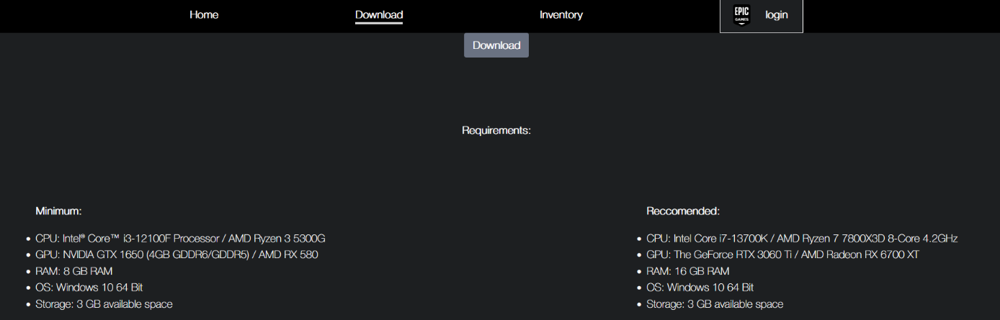 Home Download Inventory EPIC GAMES login
Download
Requirements:
Minimum:
• CPU: Intel® Core™ i3-12100F Processor / AMD Ryzen 3 5300G
• GPU: NVIDIA GTX 1650 (4GB GDDR6/GDDR5) / AMD RX 580
• RAM: 8 GB RAM
• OS: Windows 10 64 Bit
• Storage: 3 GB available space
Reccomended:
• CPU: Intel Core i7-13700K / AMD Ryzen 7 7800X3D 8-Core 4.2GHz
• GPU: The GeForce RTX 3060 Ti / AMD Radeon RX 6700 XT
• RAM: 16 GB RAM
• OS: Windows 10 64 Bit
• Storage: 3 GB available space